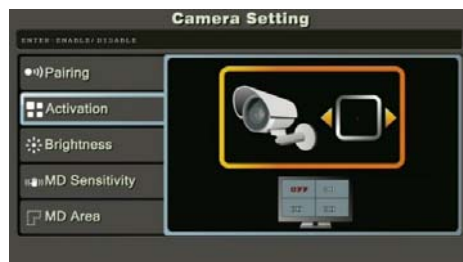 Camera Setting
ENTER:ENABLE/DISABLE
Pairing
Activation
Brightness
MD Sensitivity
MD Area
OFF